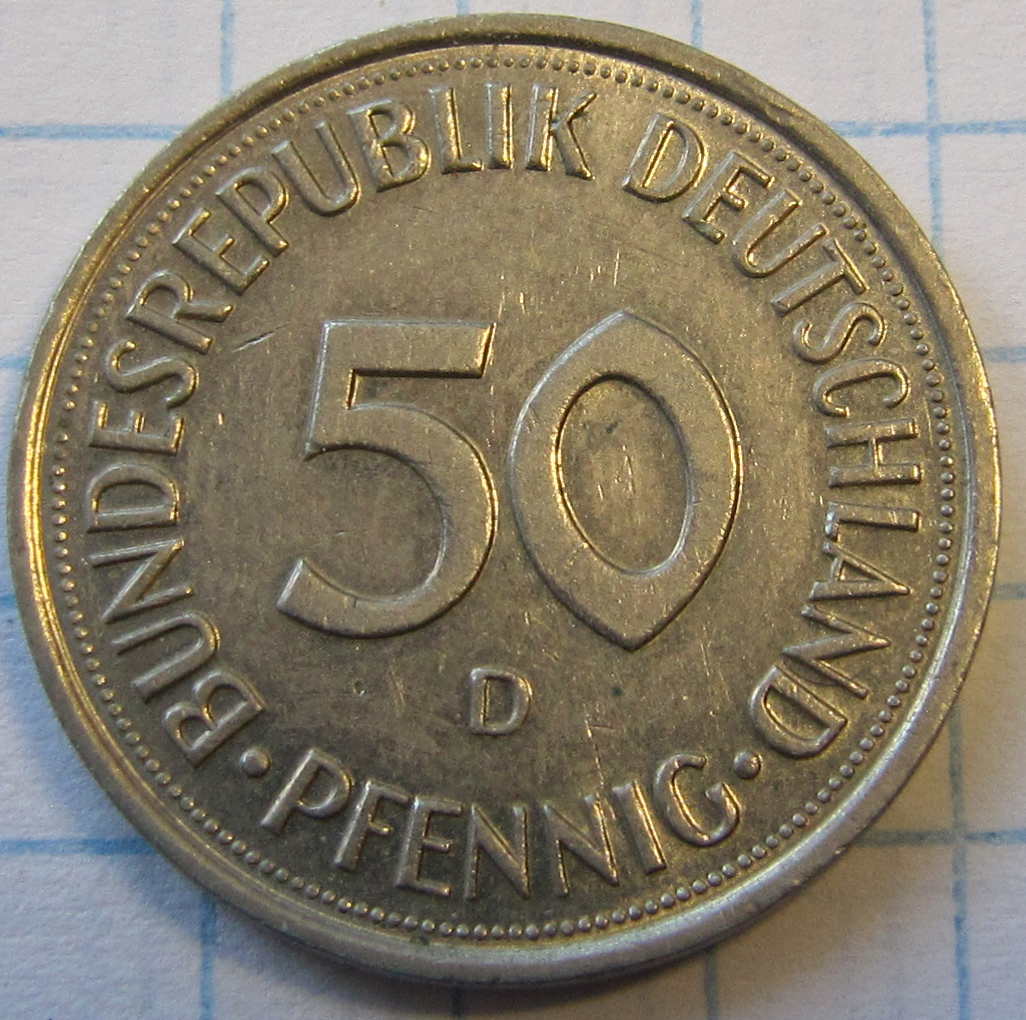 BUNDESREPUBLIK DEUTSCHLAND
50
D
• PFENNIG •